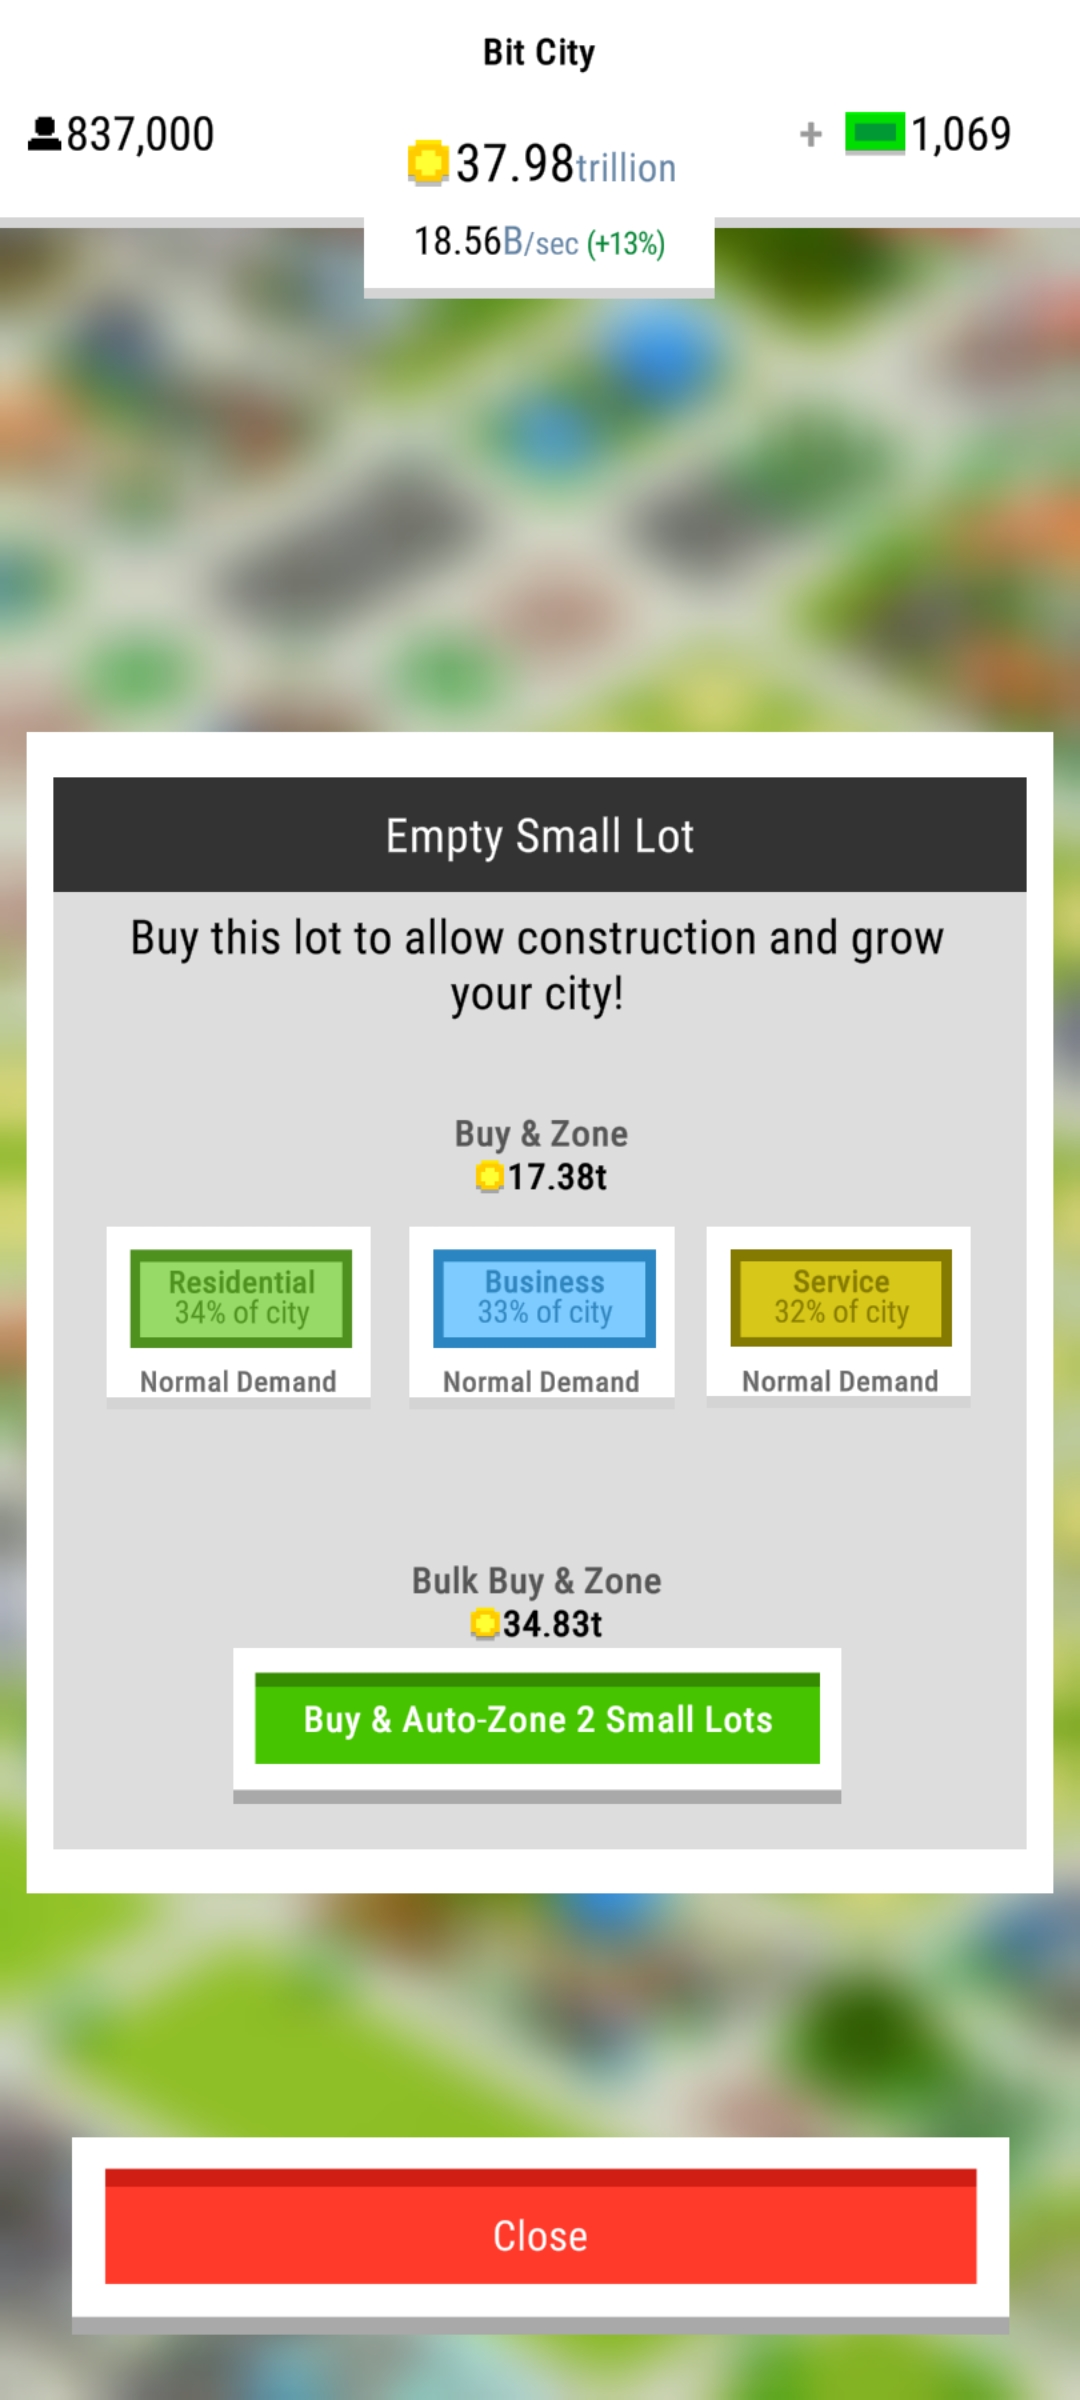 Bit City
837,000
37.98trillion
+ 1,069
18.56B/sec (+13%)
Empty Small Lot
Buy this lot to allow construction and grow
your city!
Buy & Zone
17.38t
Residential
34% of city
Normal Demand
Business
33% of city
Normal Demand
Service
32% of city
Normal Demand
Bulk Buy & Zone
34.83t
Buy & Auto-Zone 2 Small Lots
Close